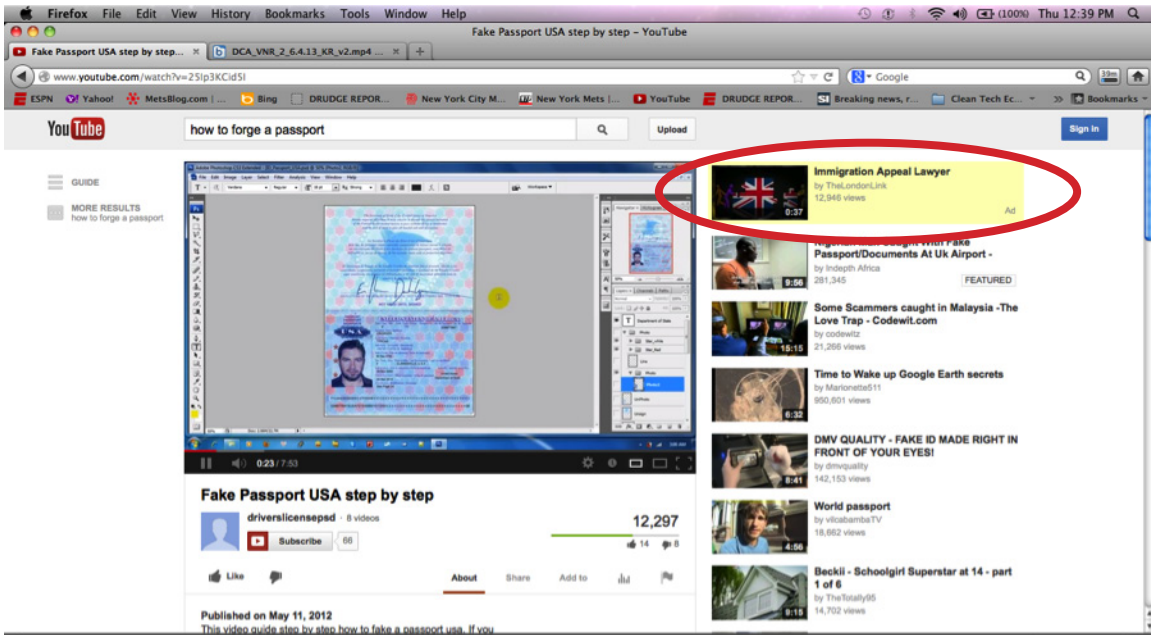 Firefox File Edit View History Bookmarks Tools Window Help (100%) Thu 12:39 PM
Fake Passport USA step by step – YouTube
Fake Passport USA step by step... DCA_VNR_2_6.4.13_KR_v2.mp4 ...
www.youtube.com/watch?v=25Ip3KCid5I Google
ESPN Yahoo! MetsBlog.com | ... Bing DRUDGE REPOR... New York City M... New York Mets |... YouTube DRUDGE REPOR... Breaking news, r... Clean Tech Ec... Bookmarks
YouTube how to forge a passport Upload Sign In
GUIDE
MORE RESULTS
how to forge a passport
0:23 / 7:53
Fake Passport USA step by step
driverslicensepsd · 8 videos
Subscribe 66
12,297
14 8
Like
About Share Add to
Published on May 11, 2012
This video guide step by step how to fake a passport usa. If you
Immigration Appeal Lawyer
by TheLondonLink
12,946 views
Ad
0:37
Passport/Documents At Uk Airport -
by Indepth Africa
281,345 FEATURED
9:56
Some Scammers caught in Malaysia -The
Love Trap - Codewit.com
by codewitz
21,266 views
15:15
Time to Wake up Google Earth secrets
by Marionette511
950,601 views
6:32
DMV QUALITY - FAKE ID MADE RIGHT IN
FRONT OF YOUR EYES!
by dmvquality
142,153 views
8:41
World passport
by vilcabambaTV
18,662 views
4:56
Beckii - Schoolgirl Superstar at 14 - part
1 of 6
by TheTotally95
14,702 views
9:15